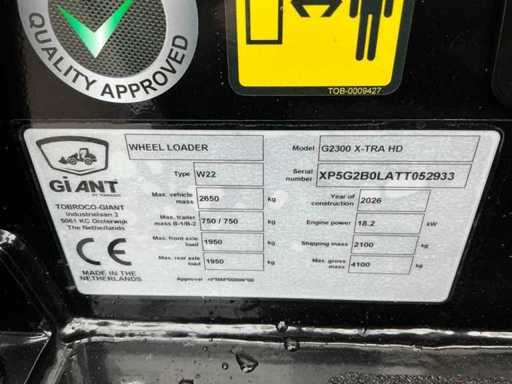 QUALITY APPROVED
TOB-0009427
GiANT
TOBROCO-GIANT
Industrielaan 2
5061 KC Oisterwijk
The Netherlands
CE
MADE IN THE
NETHERLANDS
WHEEL LOADER
Type W22
Max. vehicle mass 2650 kg
Max. trailer mass B-1/B-2 750 / 750 kg
Max. front axle load 1950 kg
Max. rear axle load 1950 kg
Approval
Model G2300 X-TRA HD
Serial number XP5G2B0LATT052933
Year of construction 2026
Engine power 18.2 kW
Shipping mass 2100 kg
Max. gross mass 4100 kg